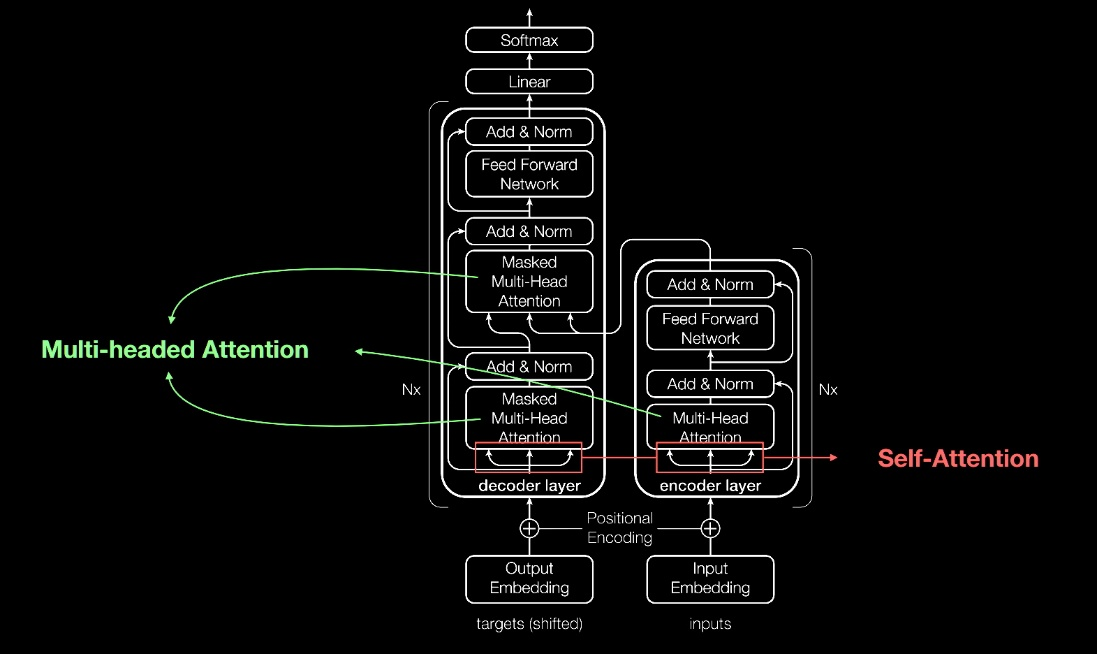 Softmax
Linear
Add & Norm
Feed Forward
Network
Add & Norm
Masked
Multi-Head
Attention
Add & Norm
Masked
Multi-Head
Attention
decoder layer
Nx
Output
Embedding
targets (shifted)
Positional
Encoding
Add & Norm
Feed Forward
Network
Add & Norm
Multi-Head
Attention
encoder layer
Nx
Input
Embedding
inputs
Multi-headed Attention
Self-Attention